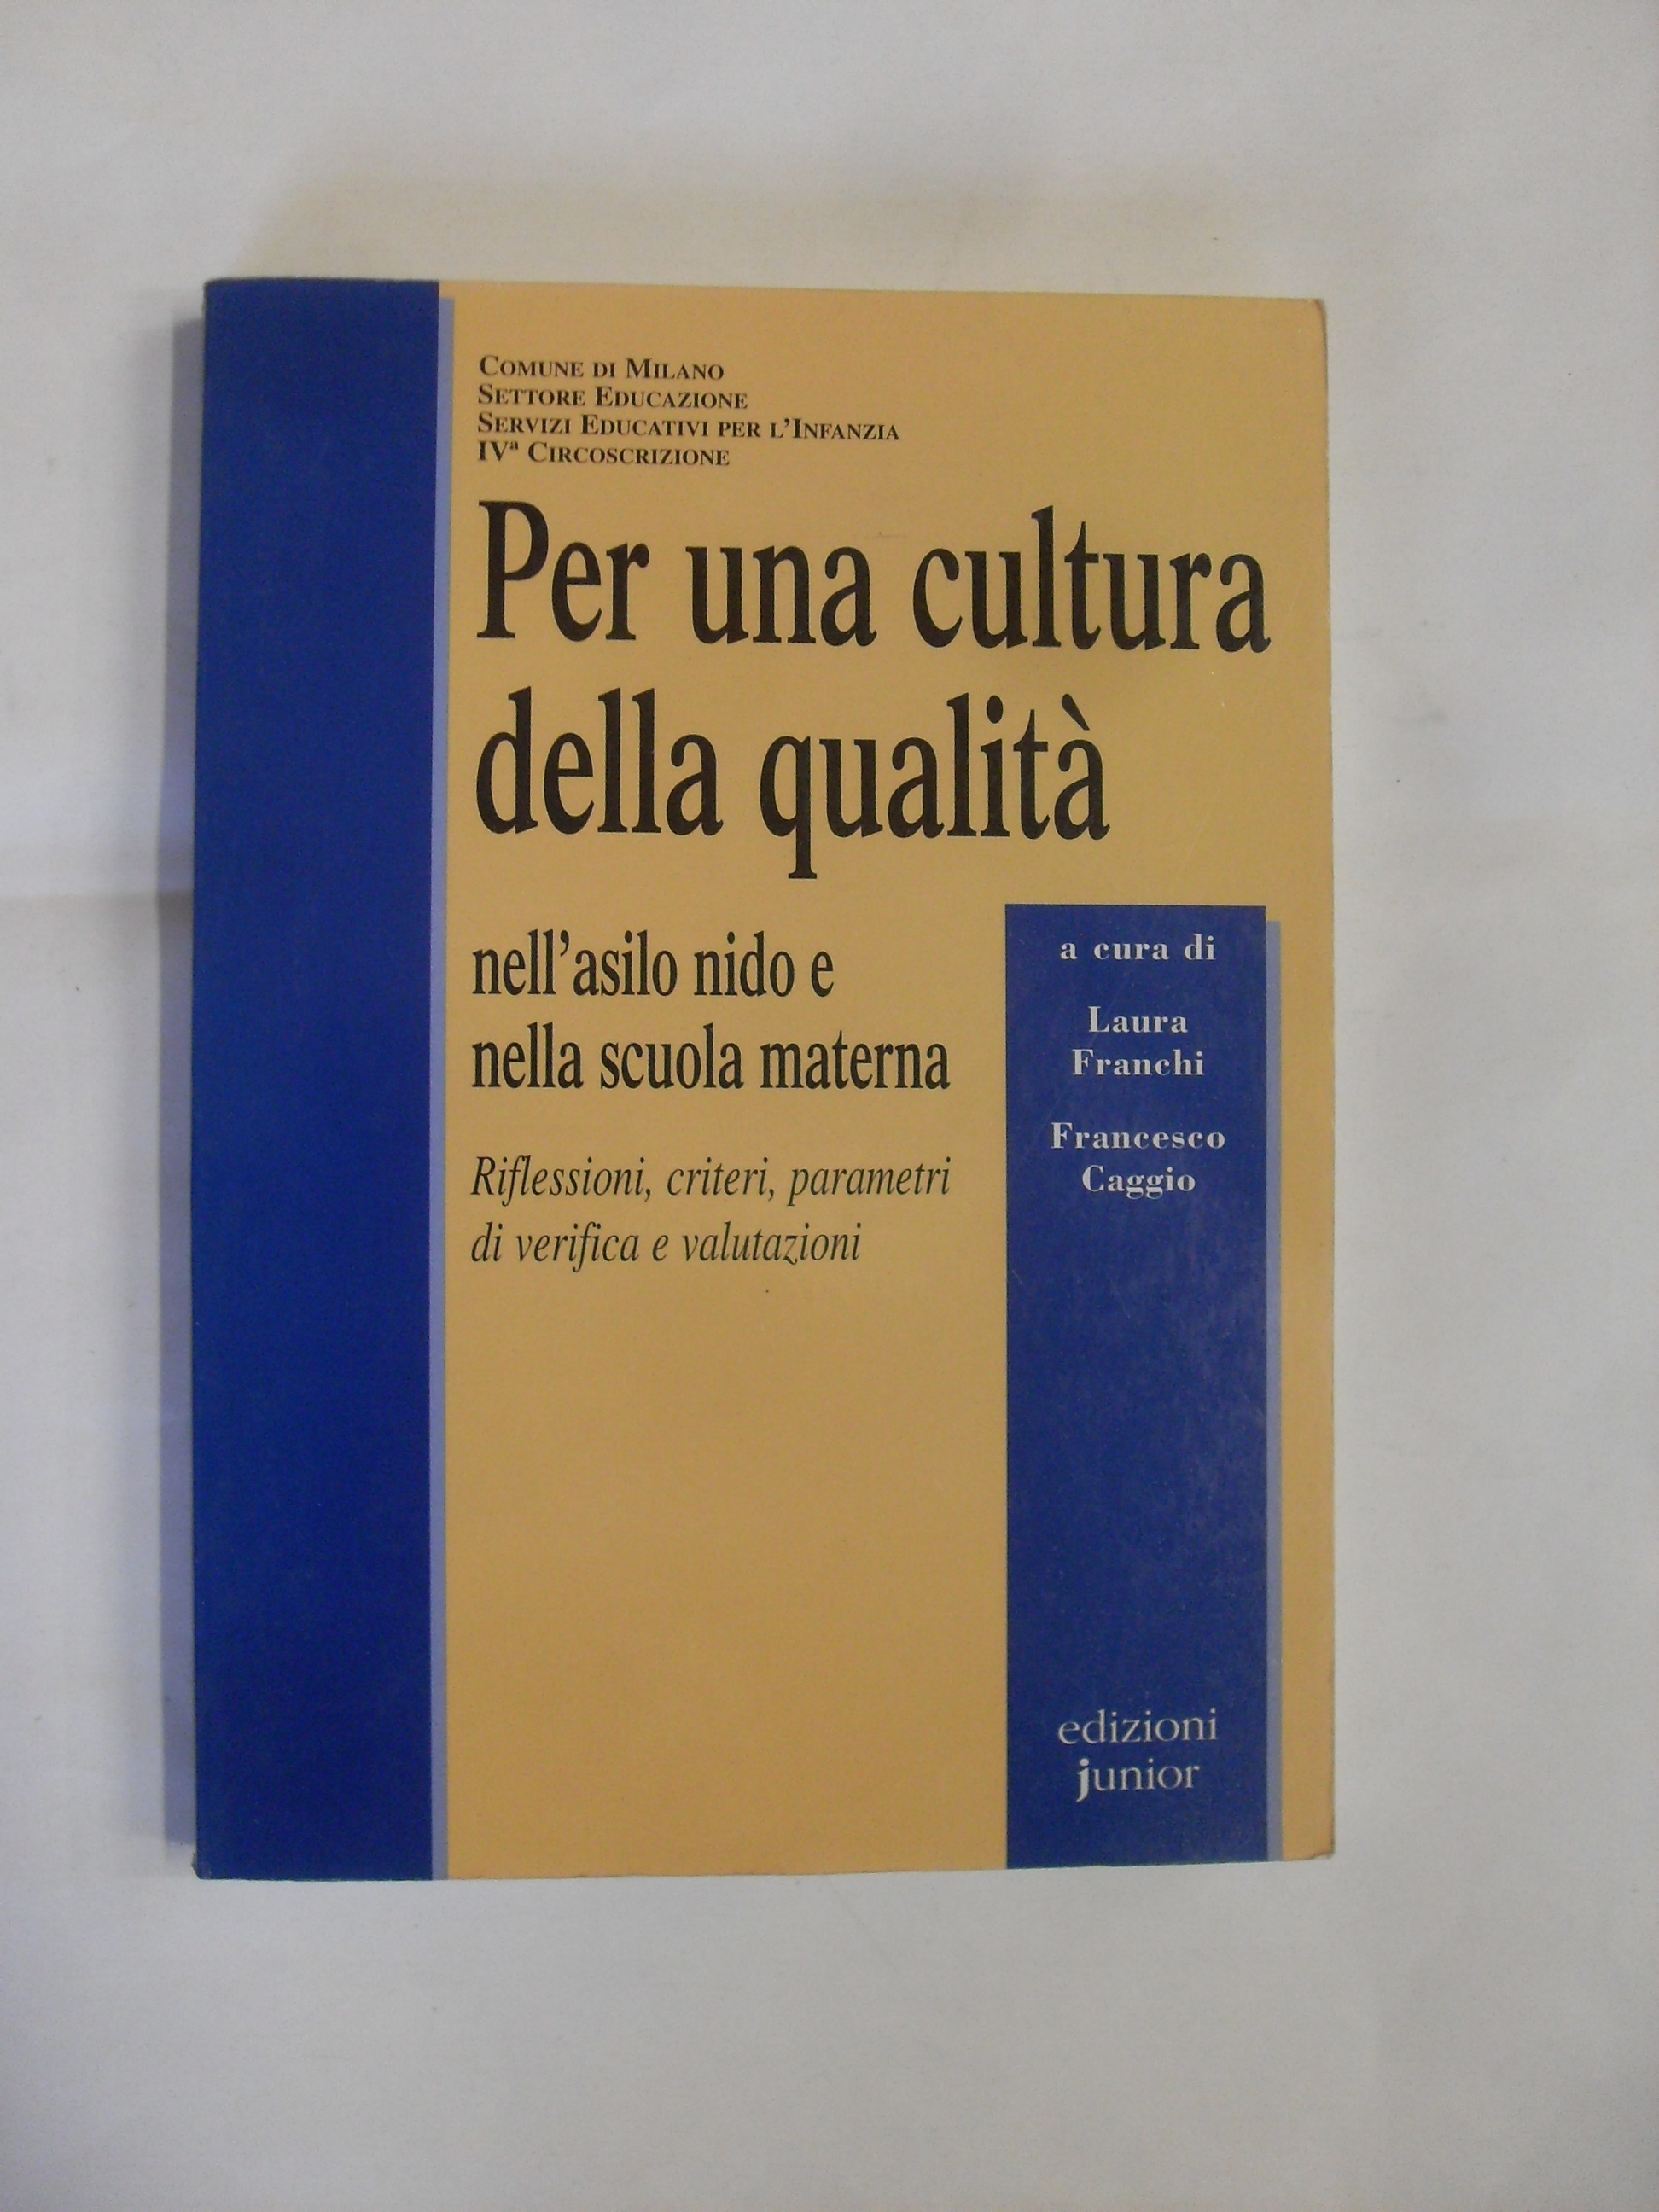 COMUNE DI MILANO
SETTORE EDUCAZIONE
SERVIZI EDUCATIVI PER L'INFANZIA
IVª CIRCOSCRIZIONE
Per una cultura
della qualità
nell'asilo nido e
nella scuola materna
Riflessioni, criteri, parametri
di verifica e valutazioni
a cura di
Laura
Franchi
Francesco
Caggio
edizioni
junior